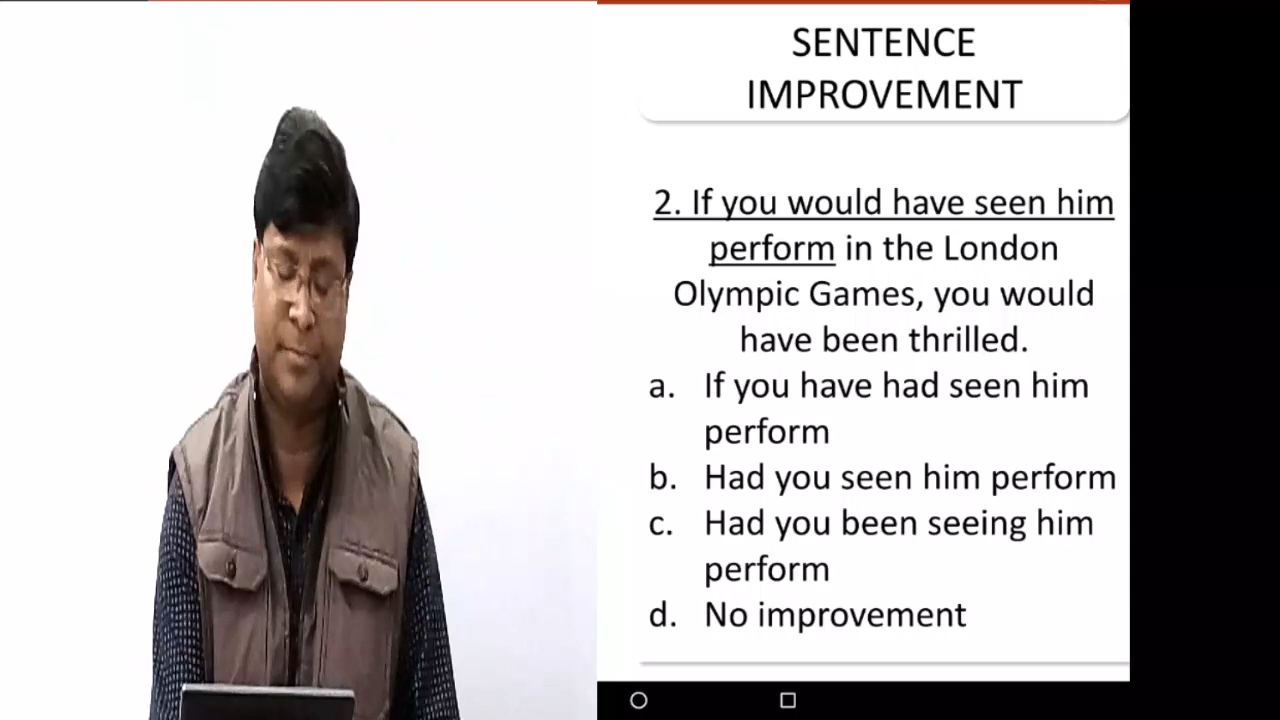 SENTENCE
IMPROVEMENT
2. If you would have seen him
perform in the London
Olympic Games, you would
have been thrilled.
a. If you have had seen him
perform
b. Had you seen him perform
c. Had you been seeing him
perform
d. No improvement